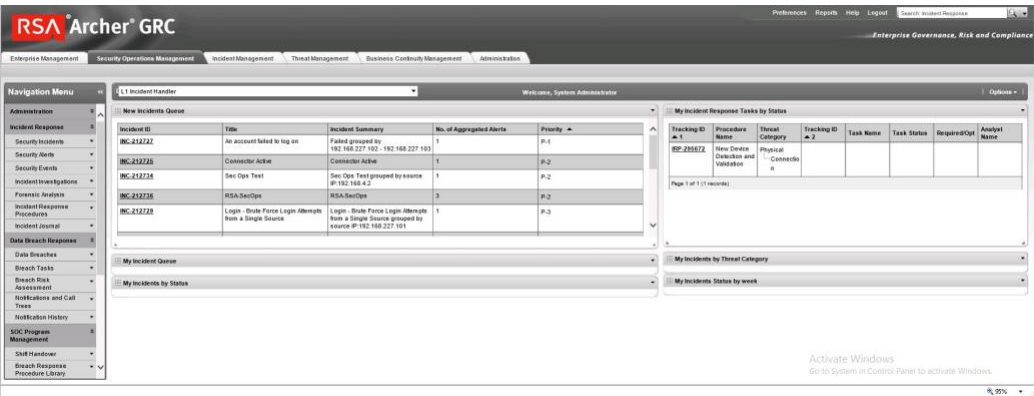 RSA Archer® GRC
Preferences Reports Help Logout Search: Incident Response
Enterprise Governance, Risk and Compliance
Enterprise Management Security Operations Management Incident Management Threat Management Business Continuity Management Administration
Navigation Menu
L1 Incident Handler
Welcome, System Administrator
Options
Administration
Incident Response
Security Incidents
Security Alerts
Security Events
Incident Investigations
Forensic Analysis
Incident Response
Procedures
Incident Journal
Data Breach Response
Data Breaches
Breach Tasks
Breach Risk
Assessment
Notifications and Call
Trees
Notification History
SOC Program
Management
Shift Handover
Breach Response
Procedure Library
New Incidents Queue
Incident ID Title Incident Summary No. of Aggregated Alerts Priority
INC-212727 An account failed to log on Failed grouped by 1 P-1
192.168.227.102 - 192.168.227.103
INC-212725 Connector Active Connector Active 1 P-2
INC-212734 Sec Ops Test Sec Ops Test grouped by source 1 P-2
IP:192.168.4.2
INC-212736 RSA-SecOps RSA-SecOps 3 P-2
INC-212729 Login - Brute Force Login Attempts Login - Brute Force Login Attempts 1 P-3
from a Single Source from a Single Source grouped by
source IP:192.168.227.101
My Incident Queue
My Incidents by Status
My Incident Response Tasks by Status
Tracking ID Procedure Threat Tracking ID Task Name Task Status Required/Opt Analyst
1 Name Category 2 Name
IRP-295672 New Device Physical
Detection and Connectio
Validation n
Page 1 of 1 (1 records)
My Incidents by Threat Category
My Incidents Status by week
Activate Windows
Go to System in Control Panel to activate Windows.
95%